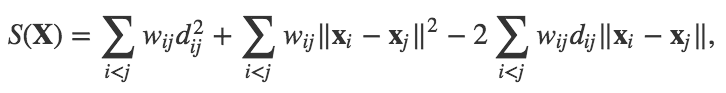 S(X) = ∑_{i<j} w_{ij}d_{ij}^2 + ∑_{i<j} w_{ij}||x_i − x_j||^2 − 2 ∑_{i<j} w_{ij}d_{ij}||x_i − x_j||,